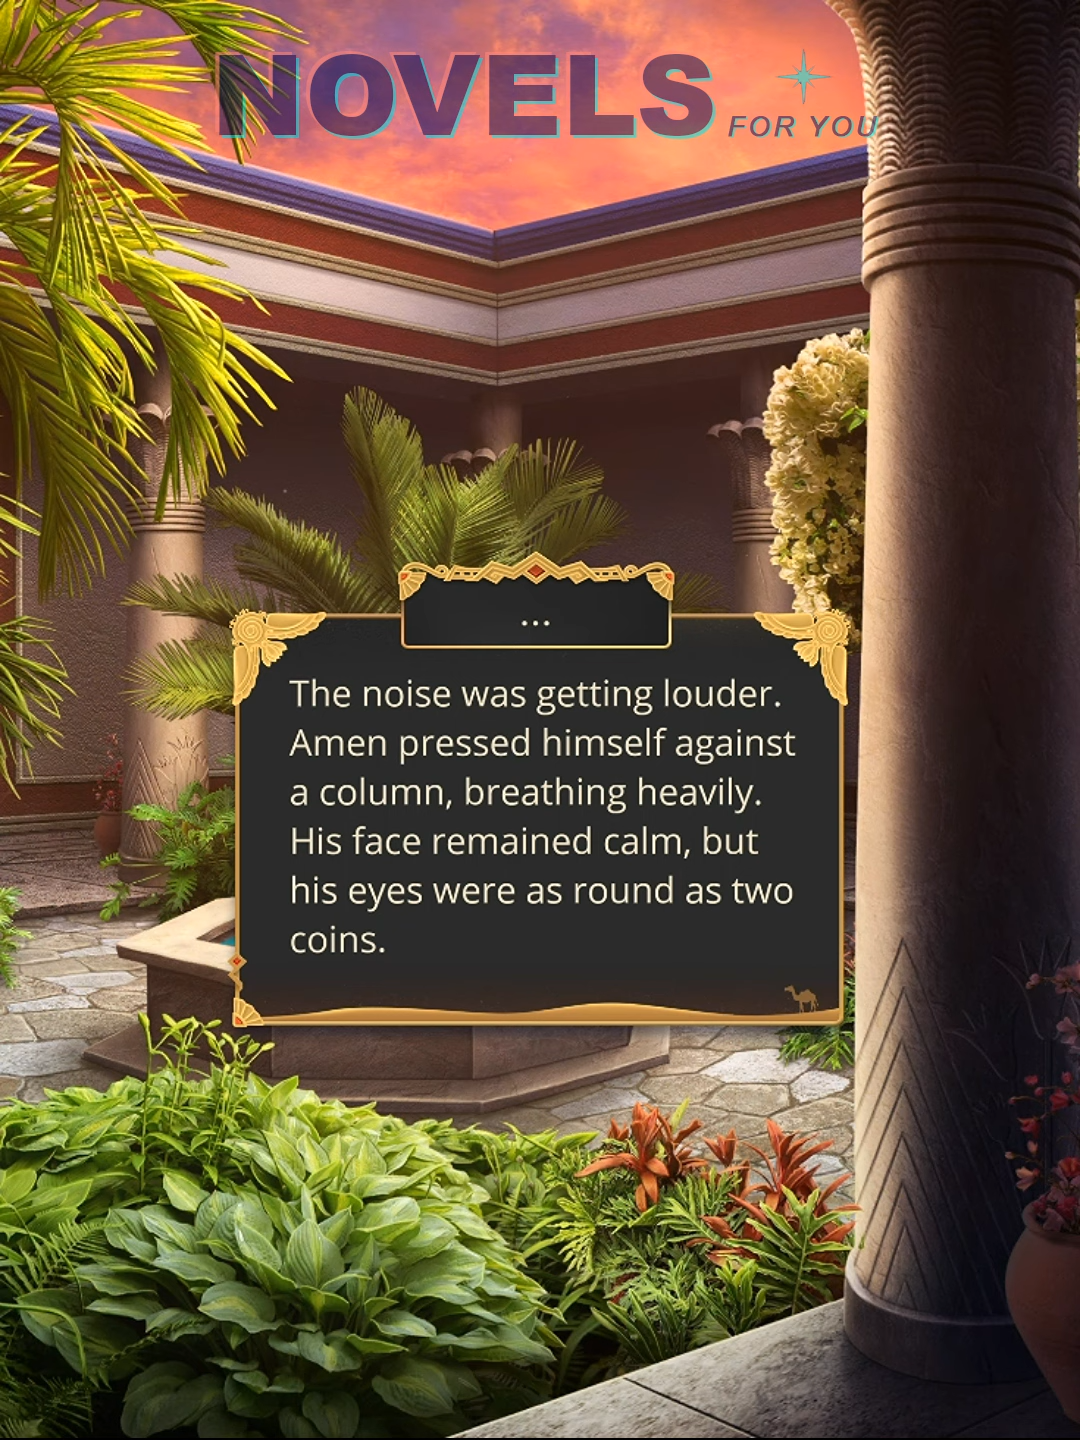 NOVELS
FOR YOU
...
The noise was getting louder.
Amen pressed himself against
a column, breathing heavily.
His face remained calm, but
his eyes were as round as two
coins.